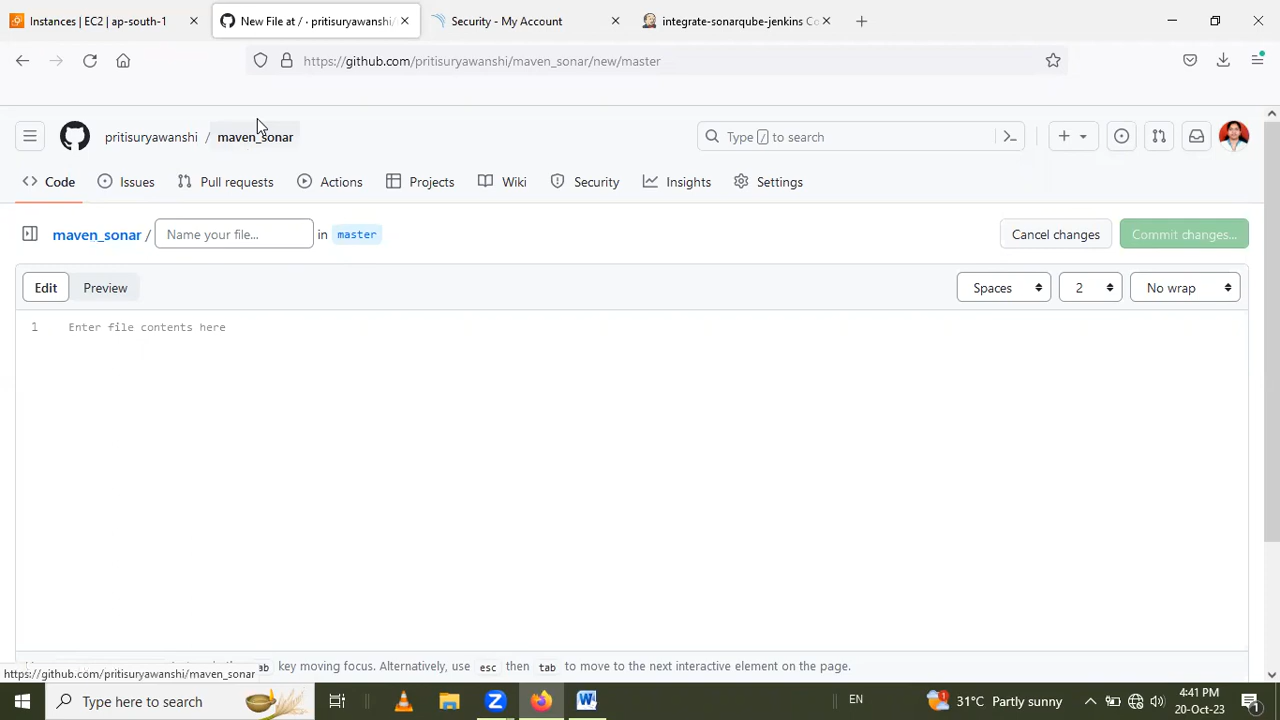 Instances | EC2 | ap-south-1
New File at / · pritisuryawanshi/
Security - My Account
integrate-sonarqube-jenkins Co
https://github.com/pritisuryawanshi/maven_sonar/new/master
pritisuryawanshi / maven_sonar
Type / to search
Code
Issues
Pull requests
Actions
Projects
Wiki
Security
Insights
Settings
maven_sonar / Name your file... in master
Cancel changes
Commit changes...
Edit
Preview
Spaces
2
No wrap
1 Enter file contents here
key moving focus. Alternatively, use esc then tab to move to the next interactive element on the page.
https://github.com/pritisuryawanshi/maven_sonar
Type here to search
31°C Partly sunny
EN
4:41 PM
20-Oct-23